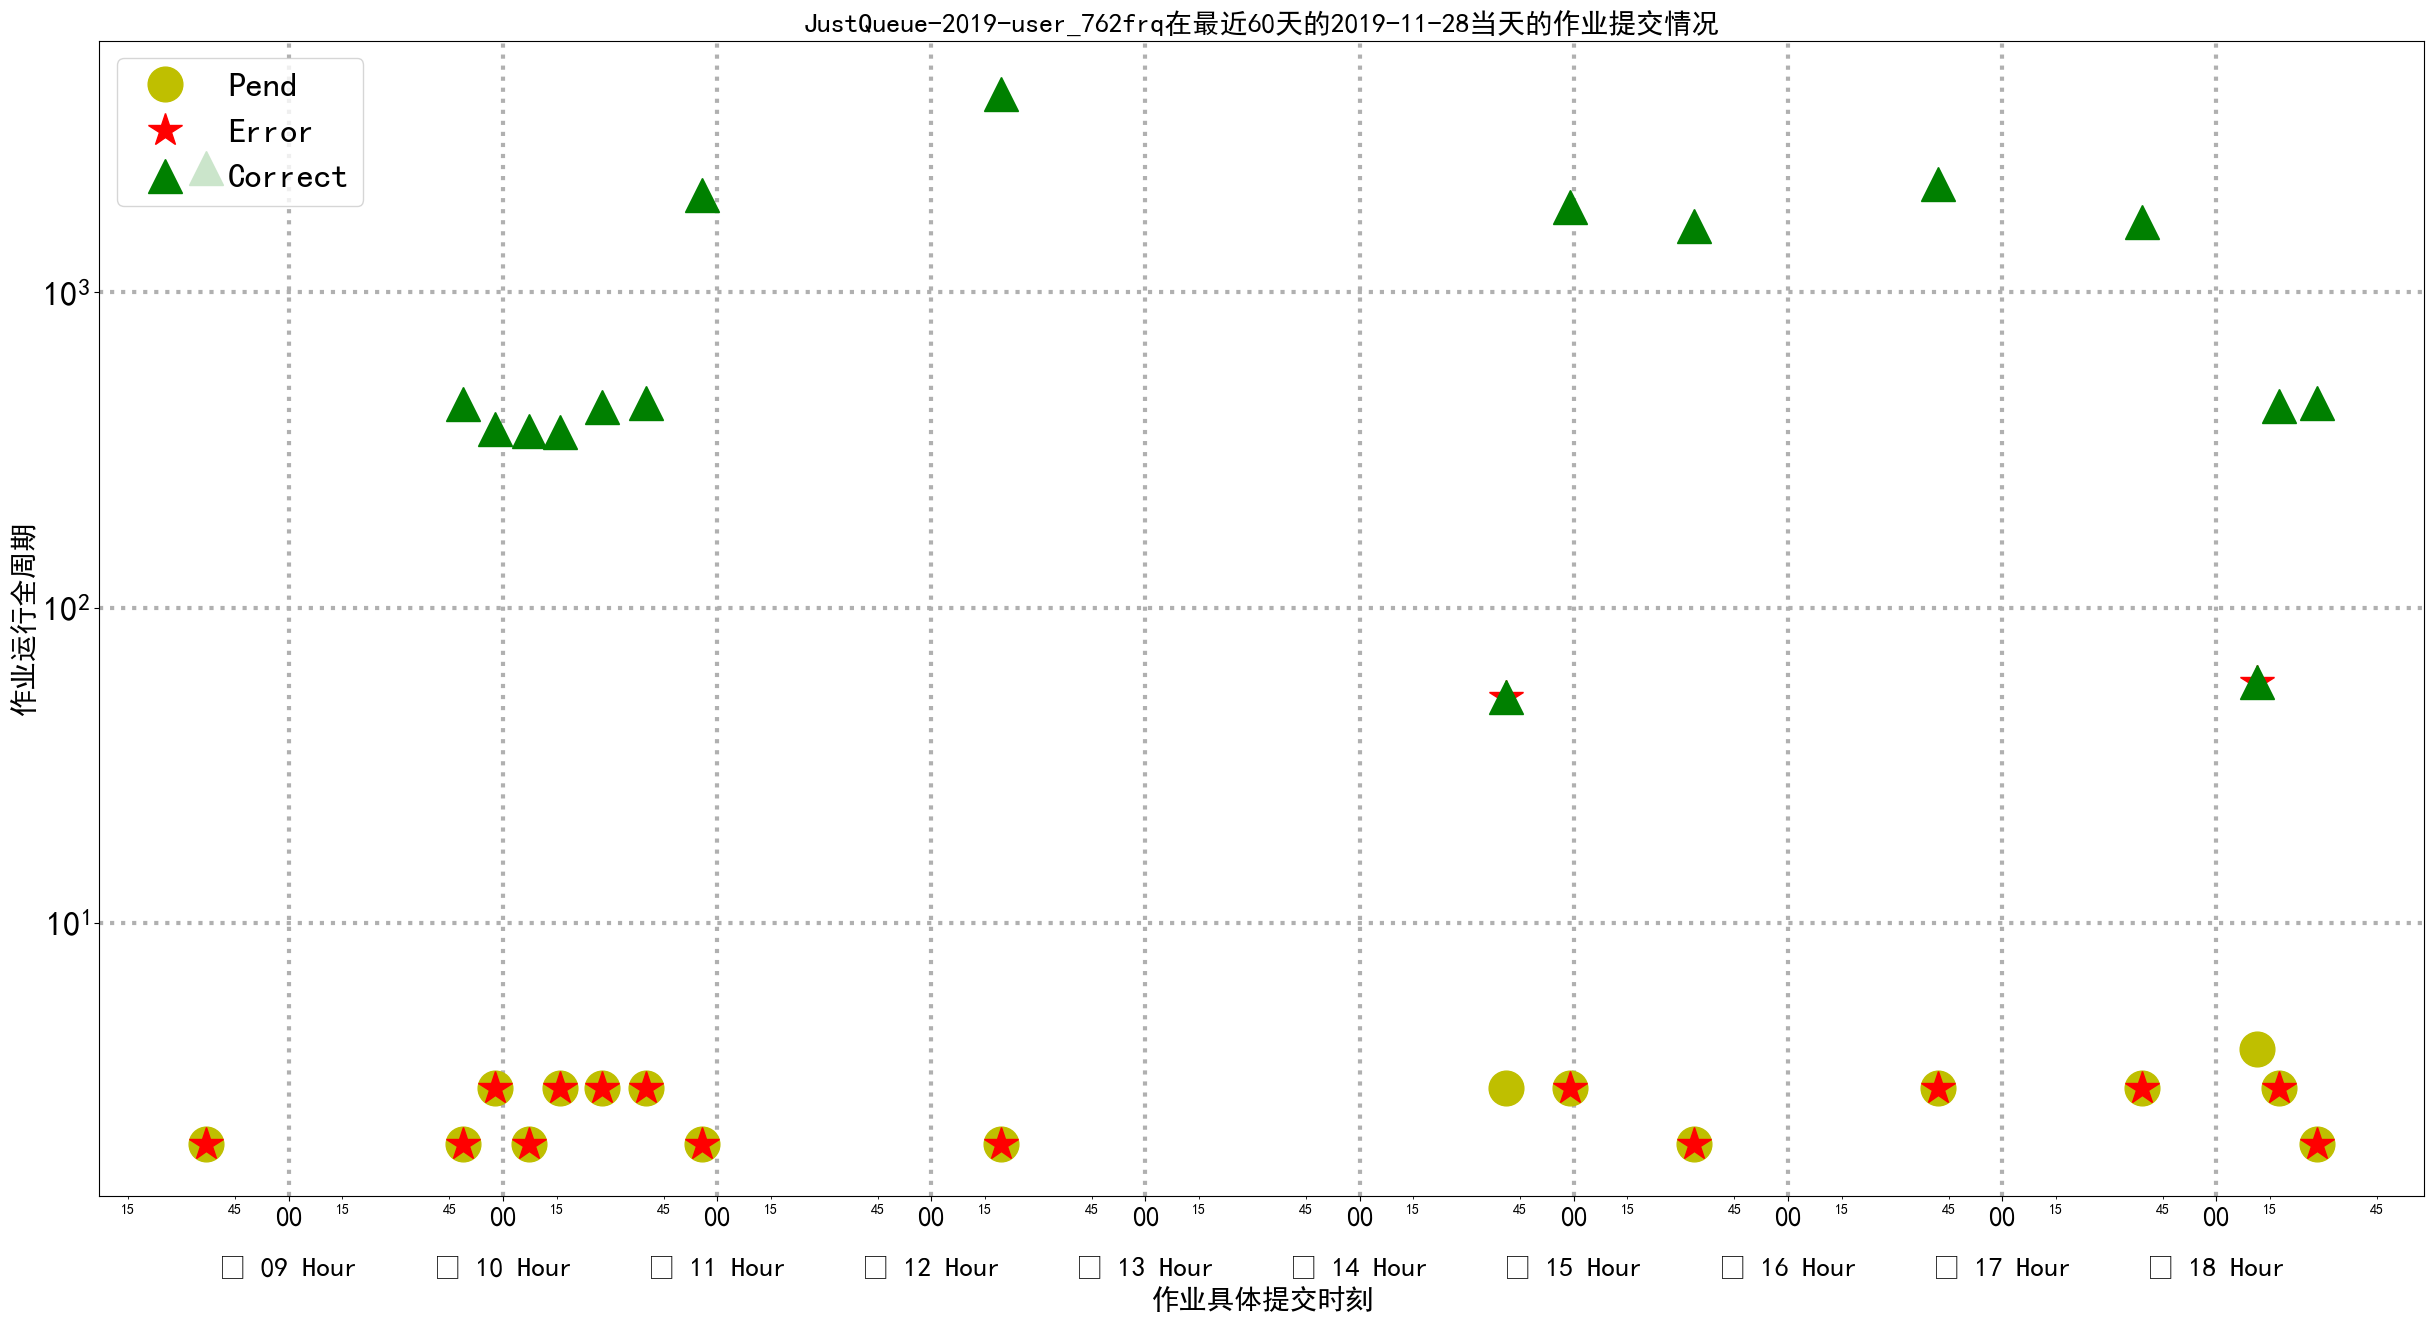 JustQueue-2019-user_762frq在最近60天的2019-11-28当天的作业提交情况
Pend
Error
Correct
10³
10²
10¹
作业运行全周期
15 45 15 45 15 45 15 45 15 45 15 45 15 45 15 45 15 45 15 45 15 45
00 00 00 00 00 00 00 00 00 00
□ 09 Hour □ 10 Hour □ 11 Hour □ 12 Hour □ 13 Hour □ 14 Hour □ 15 Hour □ 16 Hour □ 17 Hour □ 18 Hour
作业具体提交时刻